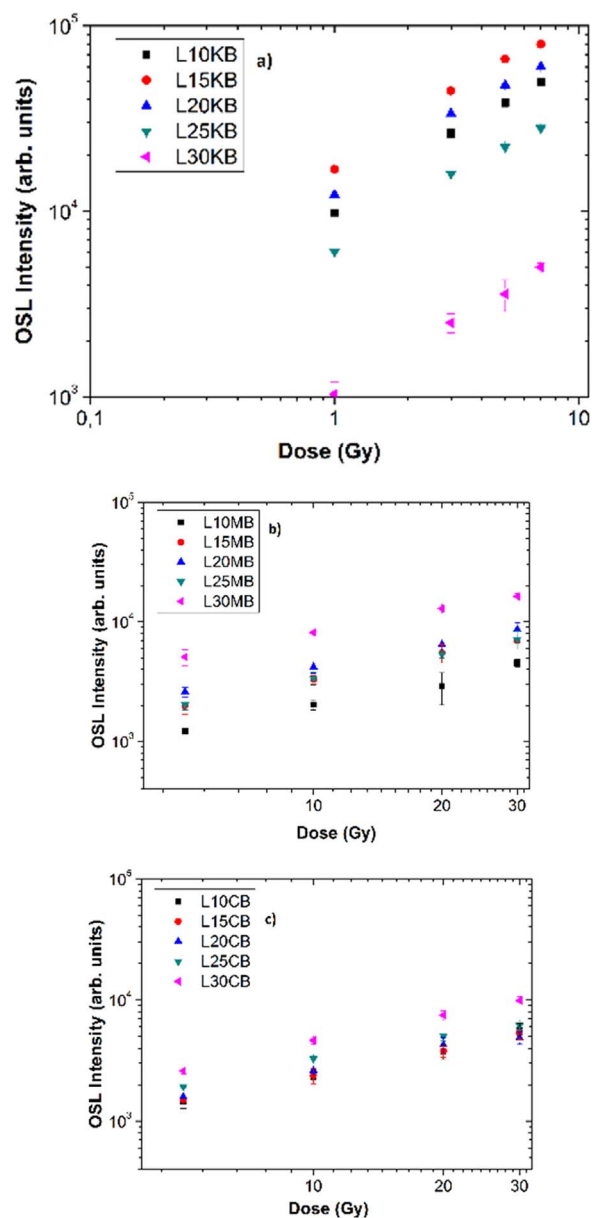 10⁵
L10KB
L15KB
L20KB
L25KB
L30KB
a)
10⁴
10³
OSL Intensity (arb. units)
0,1 1 10
Dose (Gy)
10⁵
L10MB
L15MB
L20MB
L25MB
L30MB
b)
10⁴
10³
OSL Intensity (arb. units)
10 20 30
Dose (Gy)
10⁵
L10CB
L15CB
L20CB
L25CB
L30CB
c)
10⁴
10³
OSL Intensity (arb. units)
10 20 30
Dose (Gy)